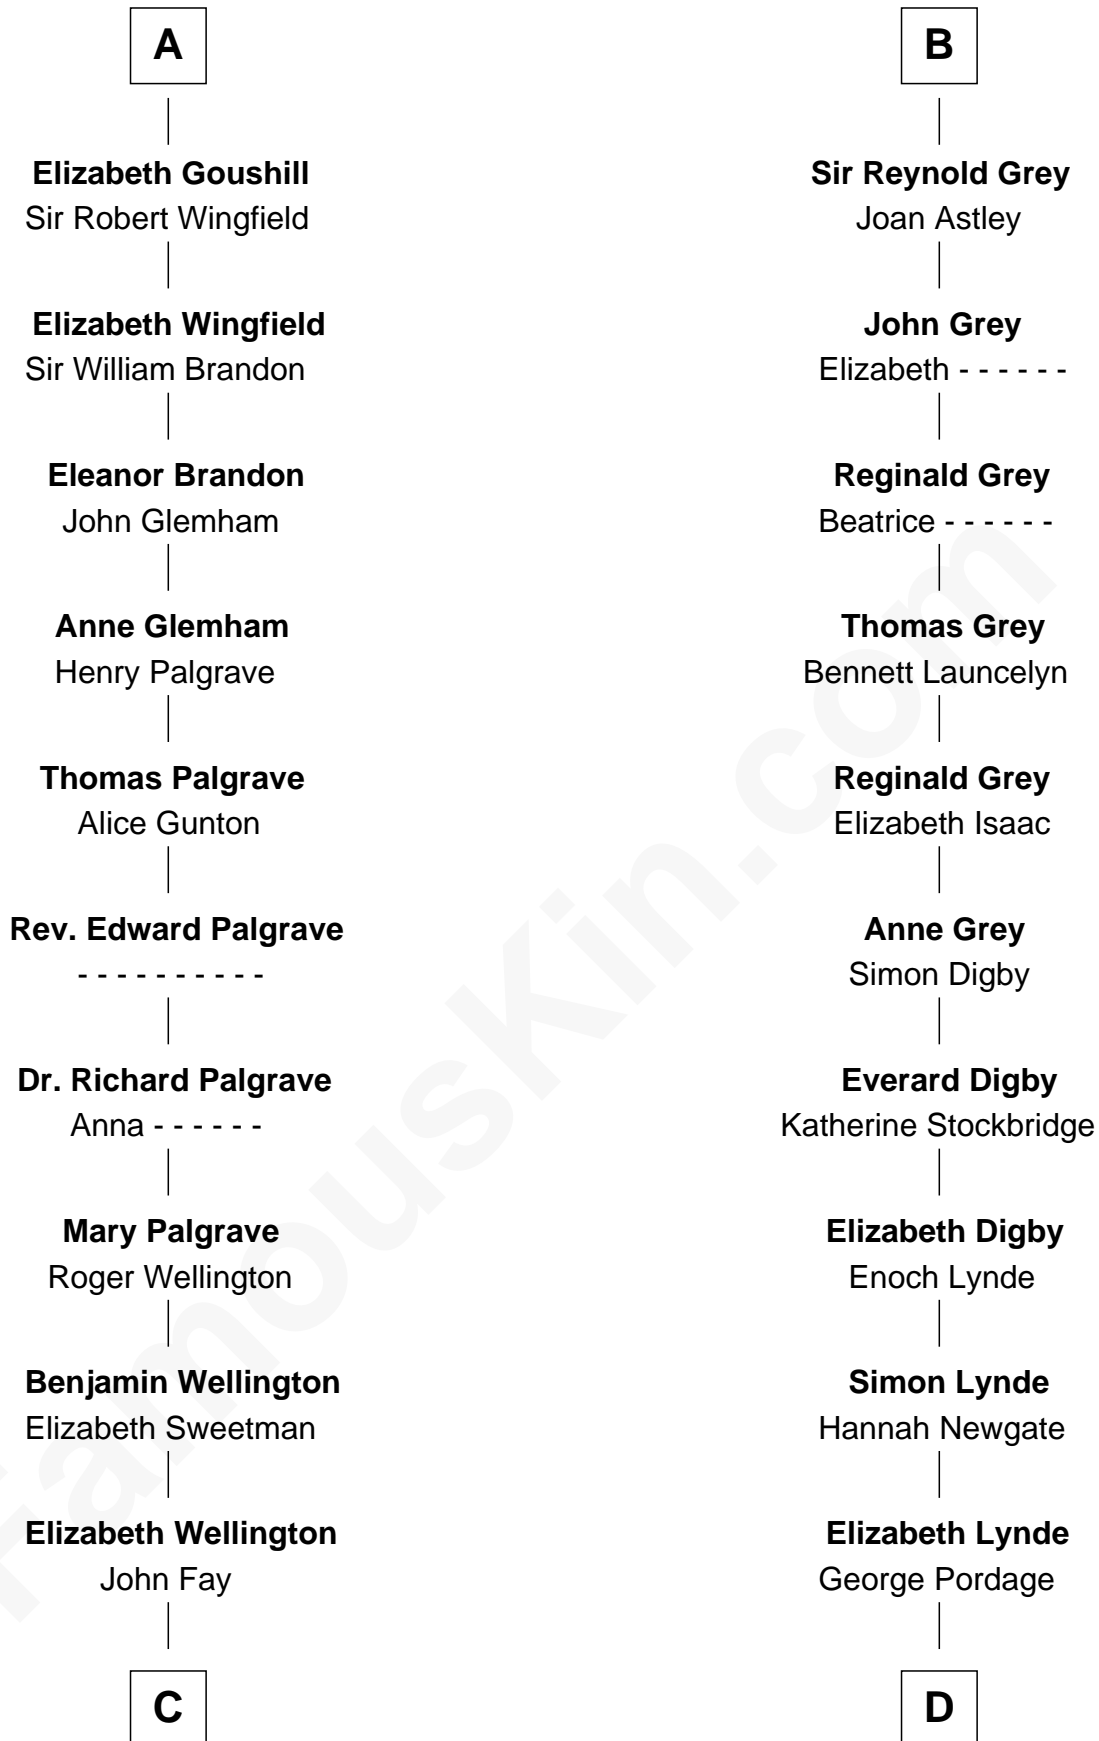 A
Elizabeth Goushill
Sir Robert Wingfield
Elizabeth Wingfield
Sir William Brandon
Eleanor Brandon
John Glemham
Anne Glemham
Henry Palgrave
Thomas Palgrave
Alice Gunton
Rev. Edward Palgrave
- - - - - - - - - -
Dr. Richard Palgrave
Anna - - - - - -
Mary Palgrave
Roger Wellington
Benjamin Wellington
Elizabeth Sweetman
Elizabeth Wellington
John Fay
C
B
Sir Reynold Grey
Joan Astley
John Grey
Elizabeth - - - - - -
Reginald Grey
Beatrice - - - - - -
Thomas Grey
Bennett Launcelyn
Reginald Grey
Elizabeth Isaac
Anne Grey
Simon Digby
Everard Digby
Katherine Stockbridge
Elizabeth Digby
Enoch Lynde
Simon Lynde
Hannah Newgate
Elizabeth Lynde
George Pordage
D
FamousKin.com